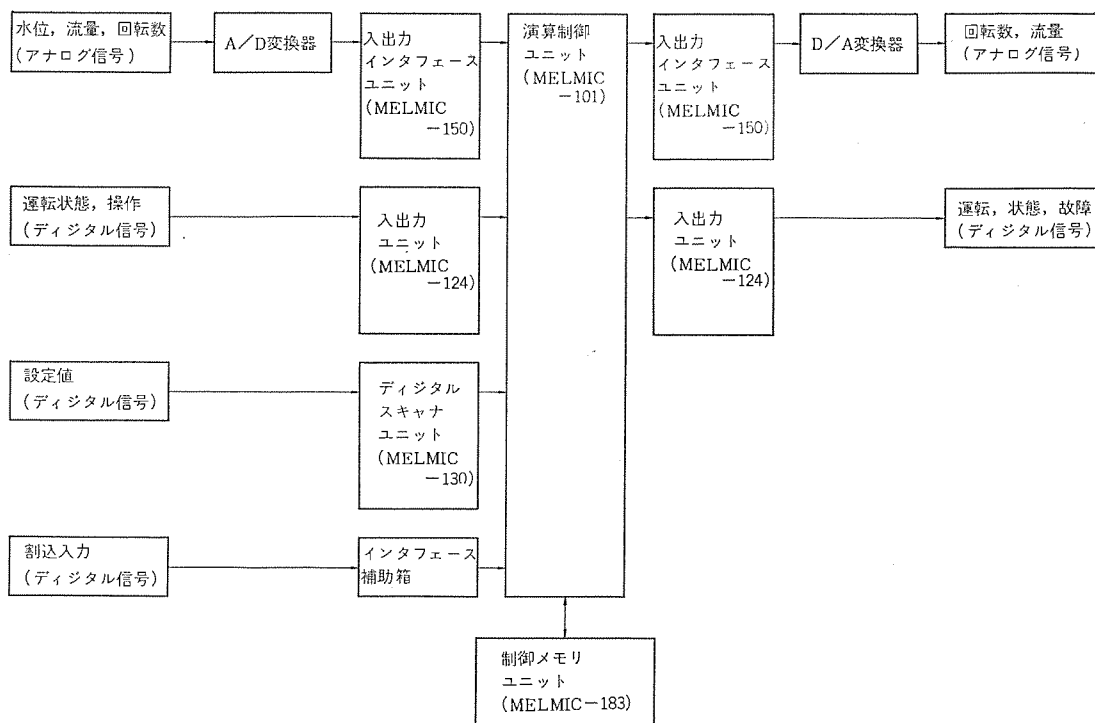 水位，流量，回転数
(アナログ信号)
A／D変換器
入出力
インタフェース
ユニット
(MELMIC
－150)
演算制御
ユニット
(MELMIC
－101)
入出力
インタフェース
ユニット
(MELMIC
－150)
D／A変換器
回転数，流量
(アナログ信号)
運転状態，操作
(ディジタル信号)
入出力
ユニット
(MELMIC
－124)
入出力
ユニット
(MELMIC
－124)
運転，状態，故障
(ディジタル信号)
設定値
(ディジタル信号)
ディジタル
スキャナ
ユニット
(MELMIC
－130)
割込入力
(ディジタル信号)
インタフェース
補助箱
制御メモリ
ユニット
(MELMIC－183)